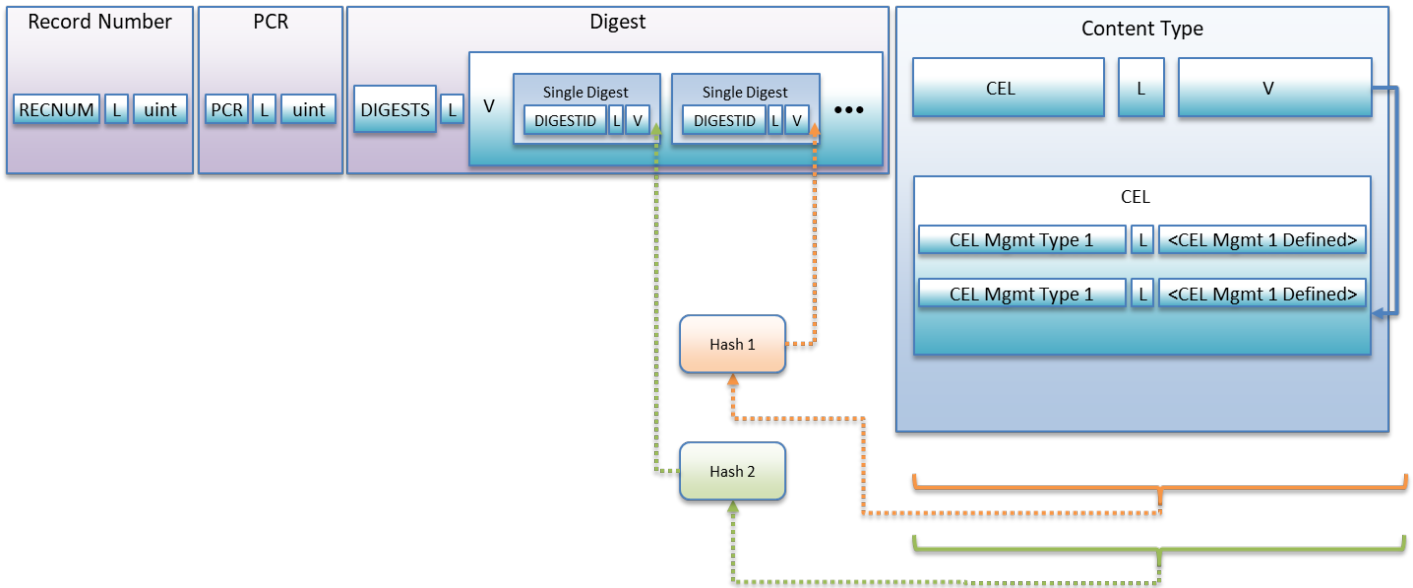 Record Number
PCR
Digest
Content Type
RECNUM L uint
PCR L uint
DIGESTS L V
Single Digest
DIGESTID L V
Single Digest
DIGESTID L V
•••
CEL L V
CEL
CEL Mgmt Type 1 L <CEL Mgmt 1 Defined>
CEL Mgmt Type 1 L <CEL Mgmt 1 Defined>
Hash 1
Hash 2